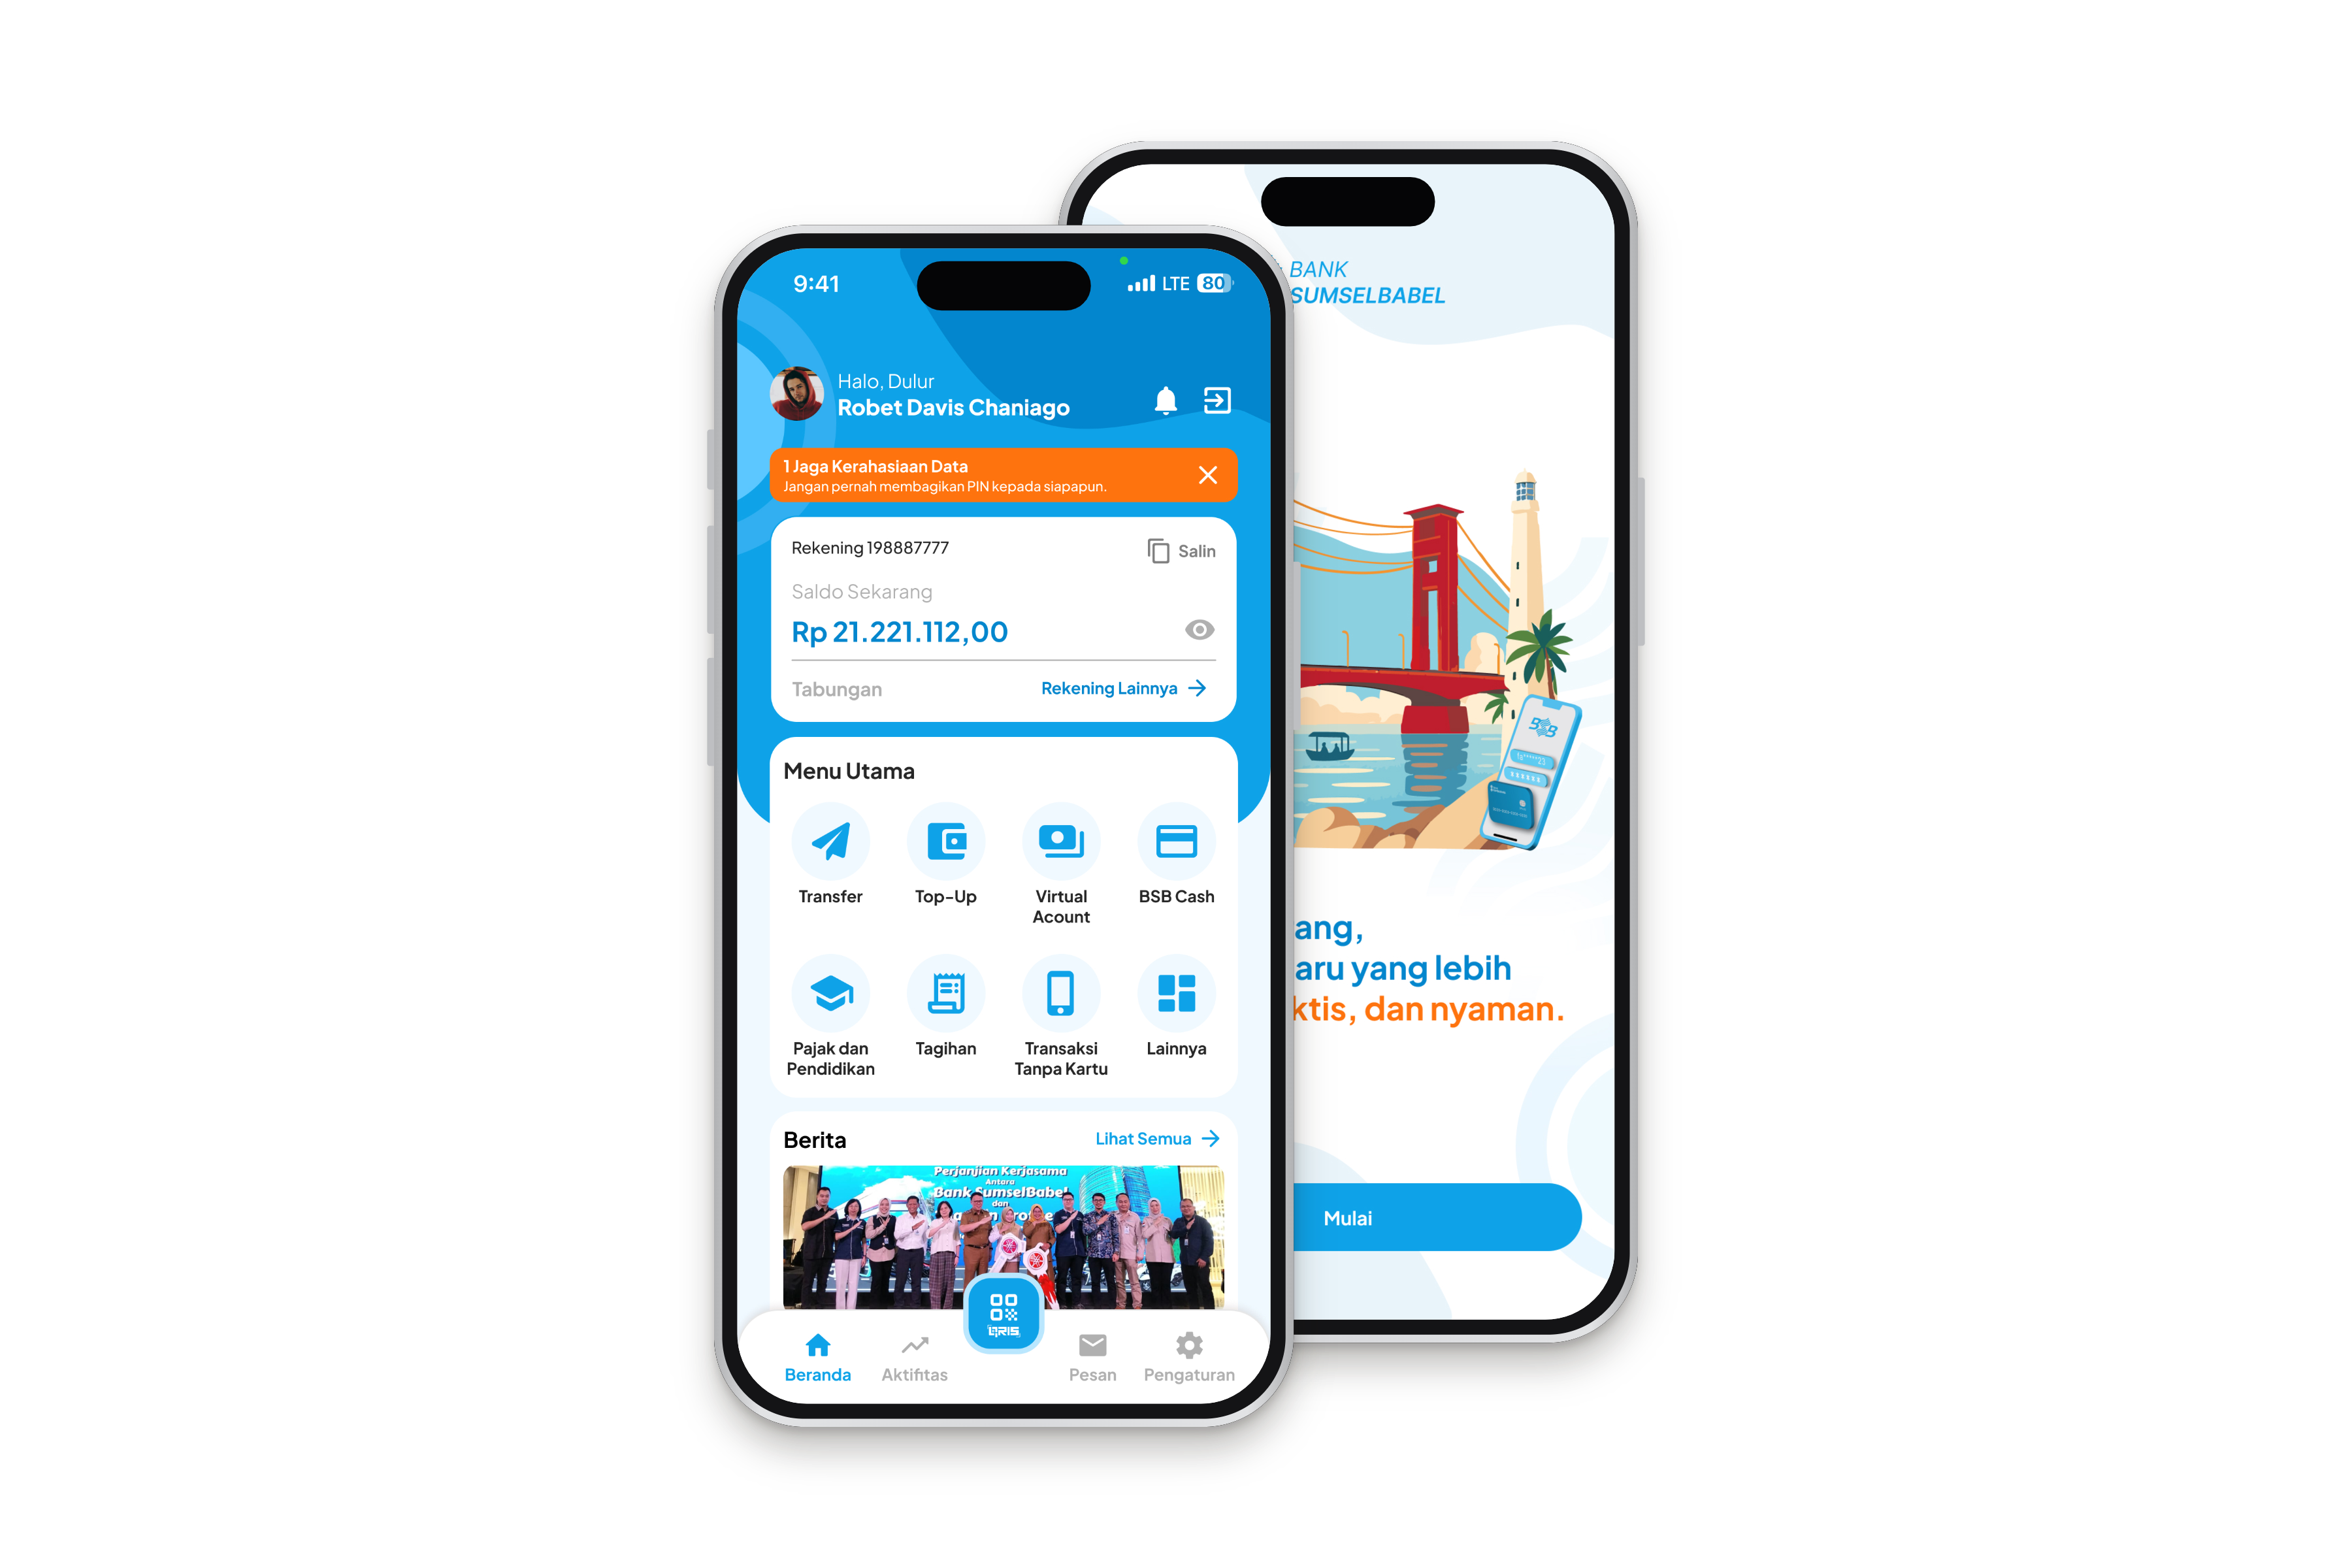 9:41
LTE 80
Halo, Dulur
Robet Davis Chaniago
1 Jaga Kerahasiaan Data
Jangan pernah membagikan PIN kepada siapapun.
Rekening 198887777
Salin
Saldo Sekarang
Rp 21.221.112,00
Tabungan
Rekening Lainnya
Menu Utama
Transfer
Top-Up
Virtual
Acount
BSB Cash
Pajak dan
Pendidikan
Tagihan
Transaksi
Tanpa Kartu
Lainnya
Berita
Lihat Semua
Perjanjian Kerjasama
Antara
Bank SumselBabel
dan
QRIS
Beranda
Aktifitas
Pesan
Pengaturan
BANK
SUMSELBABEL
BSB
ang,
aru yang lebih
ktis, dan nyaman.
Mulai